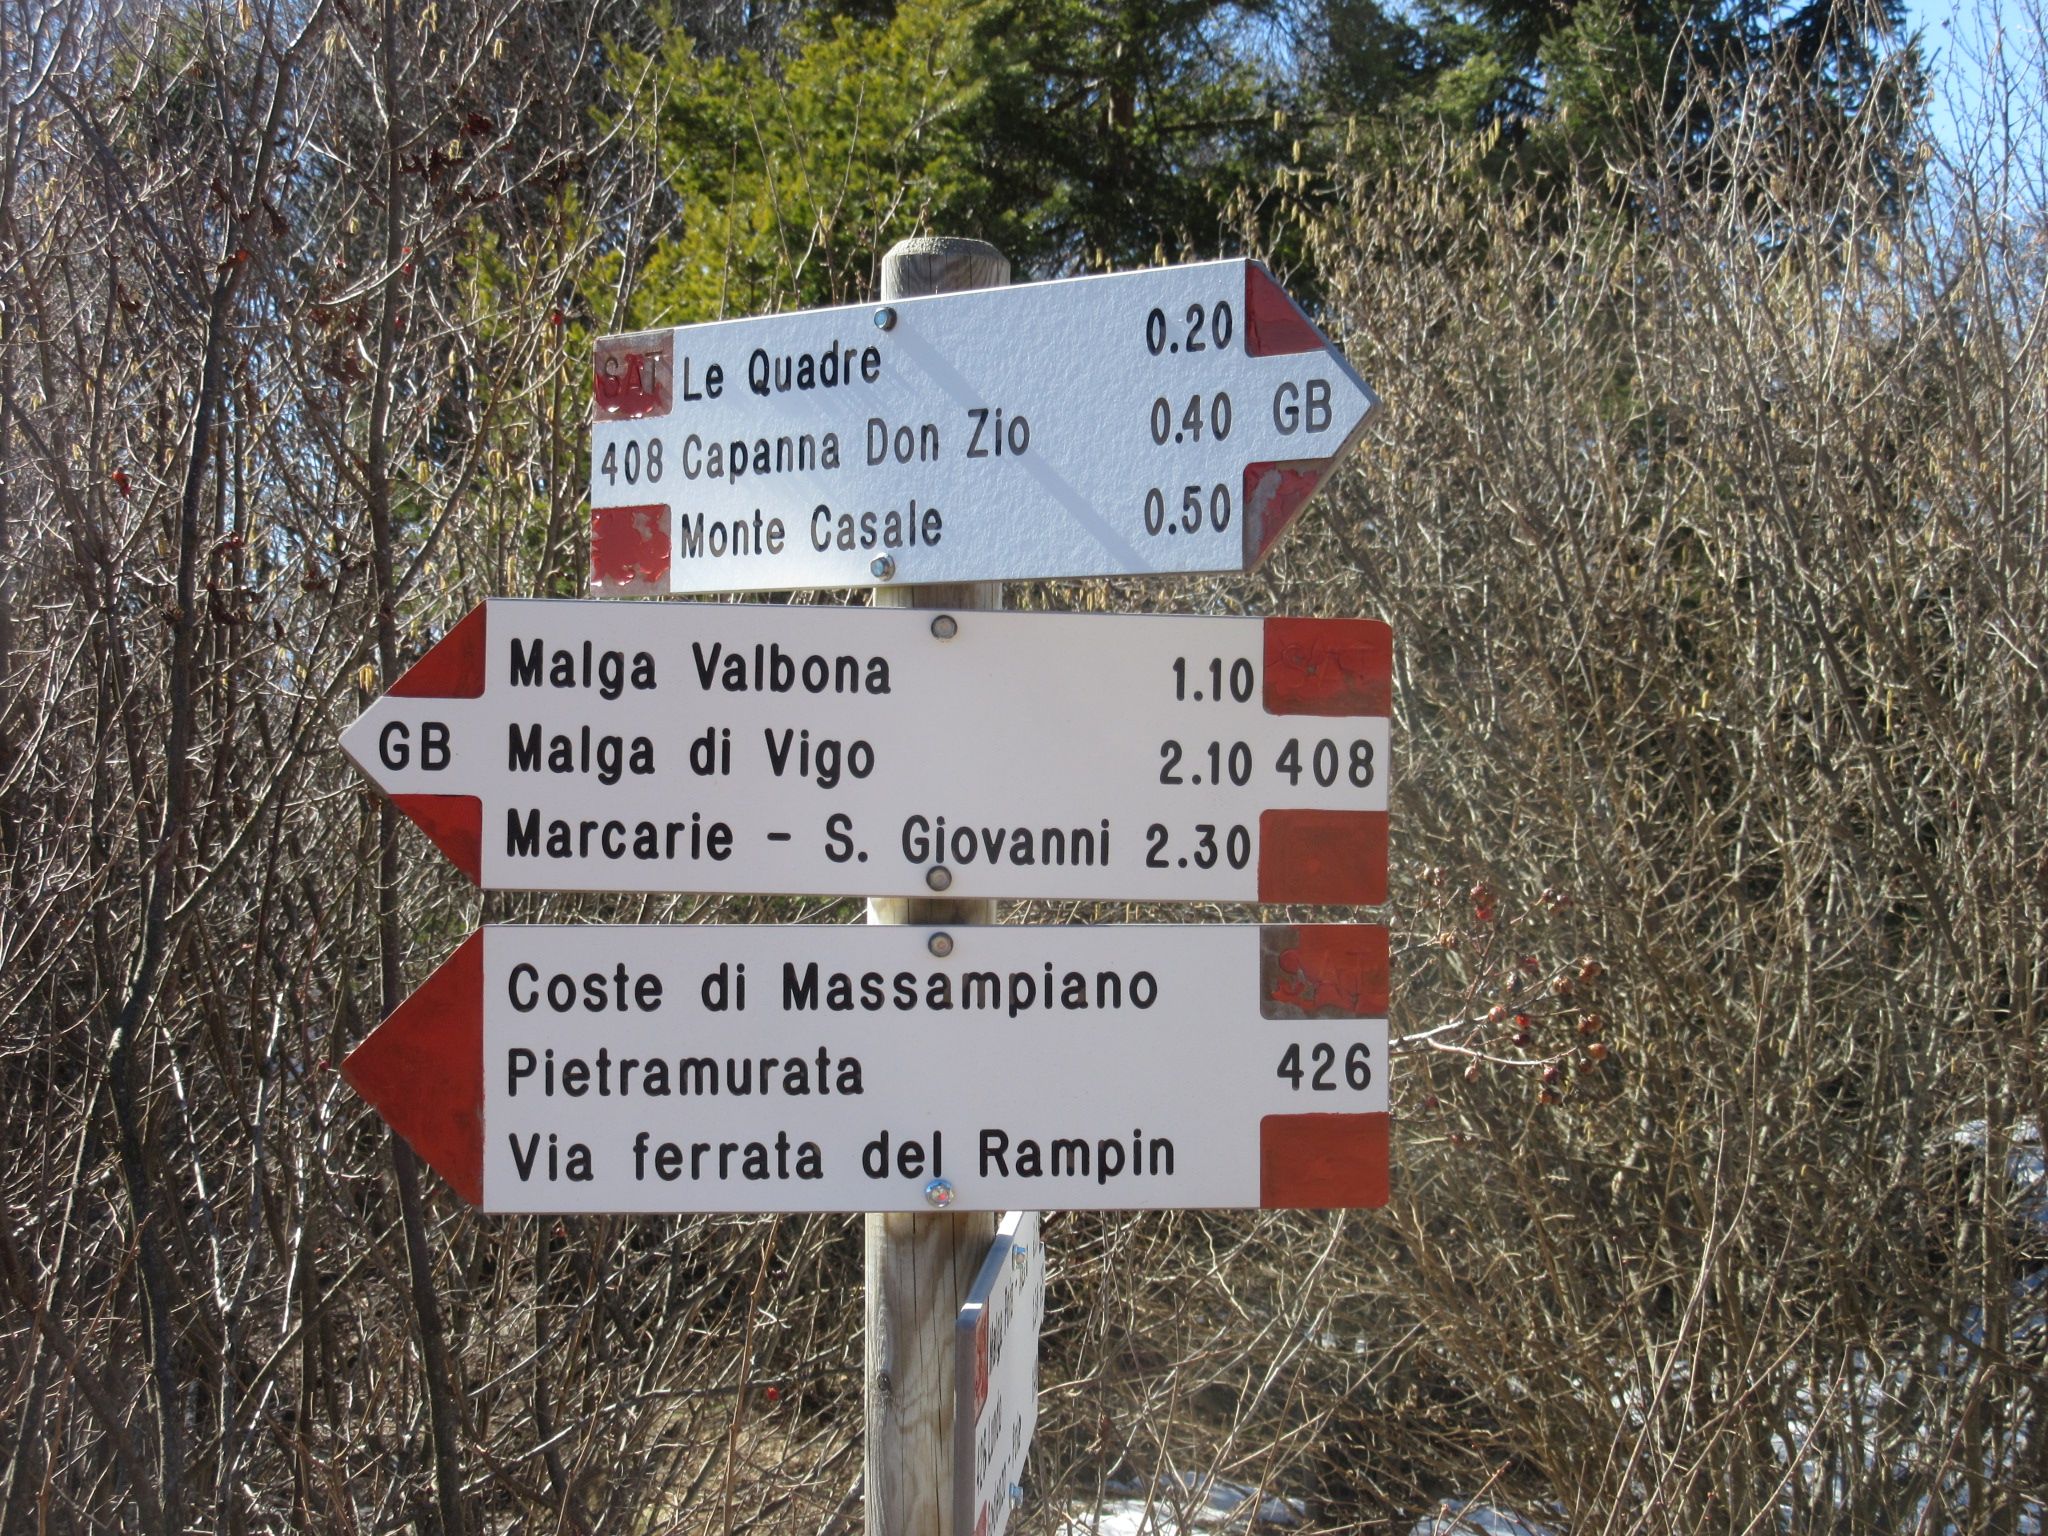 SAT Le Quadre 0.20
408 Capanna Don Zio 0.40 GB
Monte Casale 0.50
Malga Valbona 1.10 SAT
GB Malga di Vigo 2.10 408
Marcarie - S. Giovanni 2.30
Coste di Massampiano SAT
Pietramurata 426
Via ferrata del Rampin